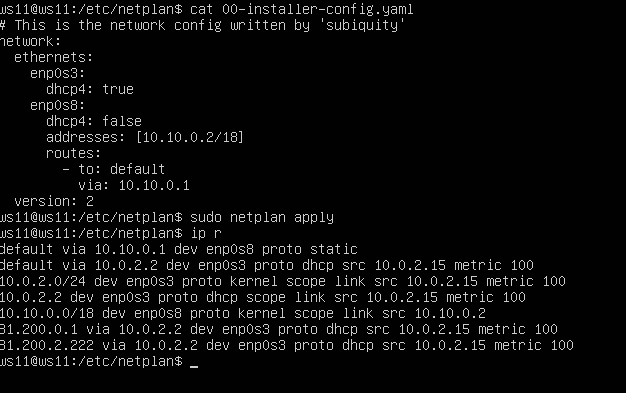 ws11@ws11:/etc/netplan$ cat 00-installer-config.yaml
# This is the network config written by 'subiquity'
network:
  ethernets:
    enp0s3:
      dhcp4: true
    enp0s8:
      dhcp4: false
      addresses: [10.10.0.2/18]
      routes:
        - to: default
          via: 10.10.0.1
  version: 2
ws11@ws11:/etc/netplan$ sudo netplan apply
ws11@ws11:/etc/netplan$ ip r
default via 10.10.0.1 dev enp0s8 proto static
default via 10.0.2.2 dev enp0s3 proto dhcp src 10.0.2.15 metric 100
10.0.2.0/24 dev enp0s3 proto kernel scope link src 10.0.2.15 metric 100
10.0.2.2 dev enp0s3 proto dhcp scope link src 10.0.2.15 metric 100
10.10.0.0/18 dev enp0s8 proto kernel scope link src 10.10.0.2
81.200.0.1 via 10.0.2.2 dev enp0s3 proto dhcp src 10.0.2.15 metric 100
81.200.2.222 via 10.0.2.2 dev enp0s3 proto dhcp src 10.0.2.15 metric 100
ws11@ws11:/etc/netplan$ _